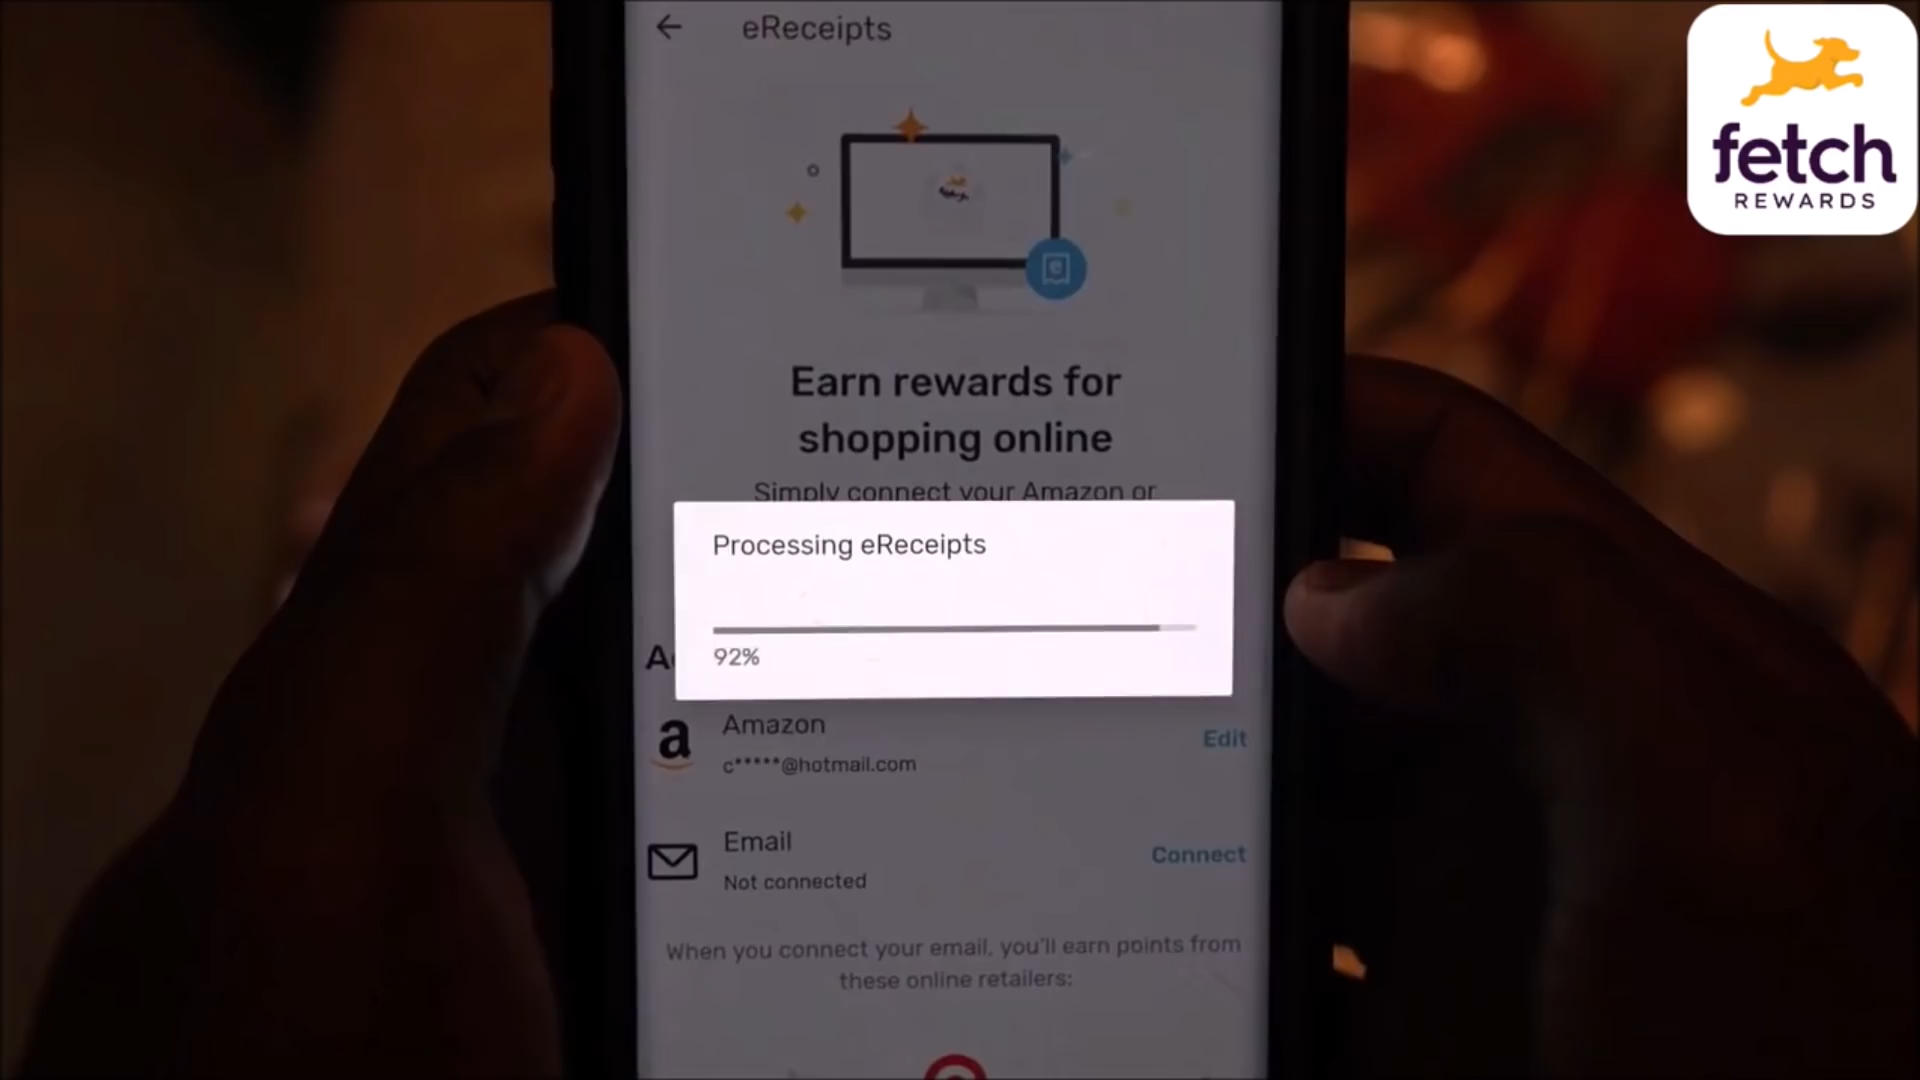 eReceipts
fetch
REWARDS
e
Earn rewards for
shopping online
Simply connect your Amazon or
Processing eReceipts
92%
a
Amazon
Edit
c*****@hotmail.com
Email
Connect
Not connected
When you connect your email, you'll earn points from
these online retailers: